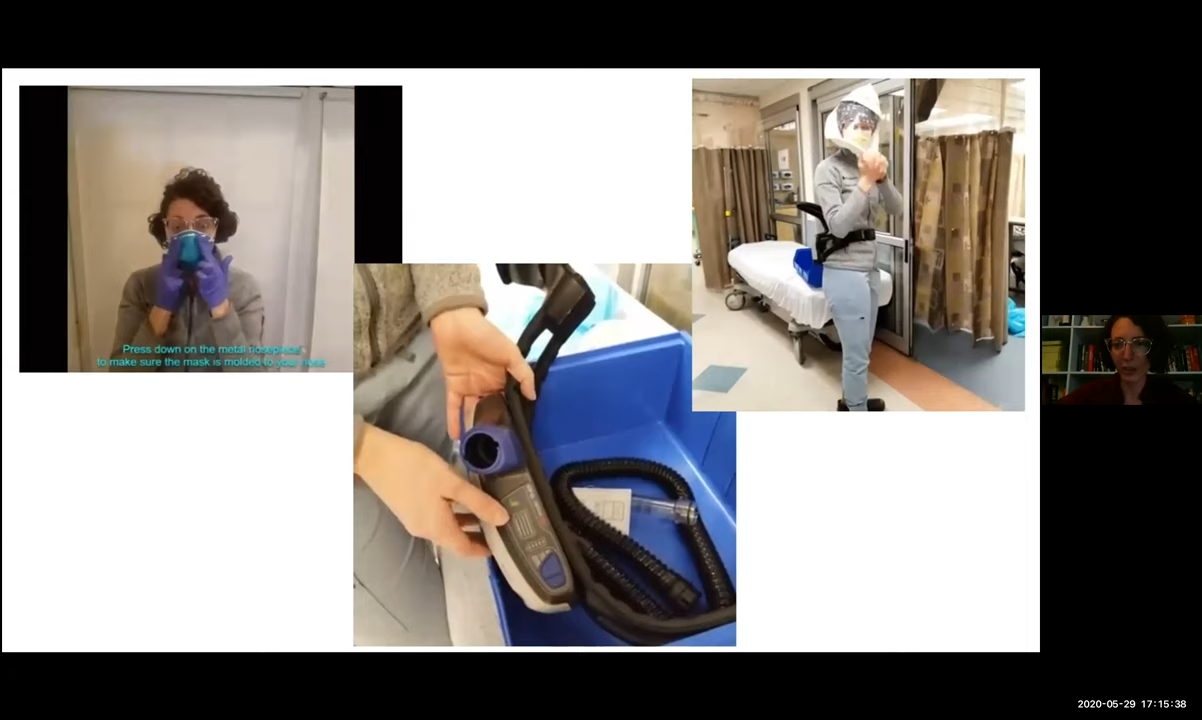 Press down on the metal nosepiece
to make sure the mask is molded to your nose
2020-05-29 17:15:38